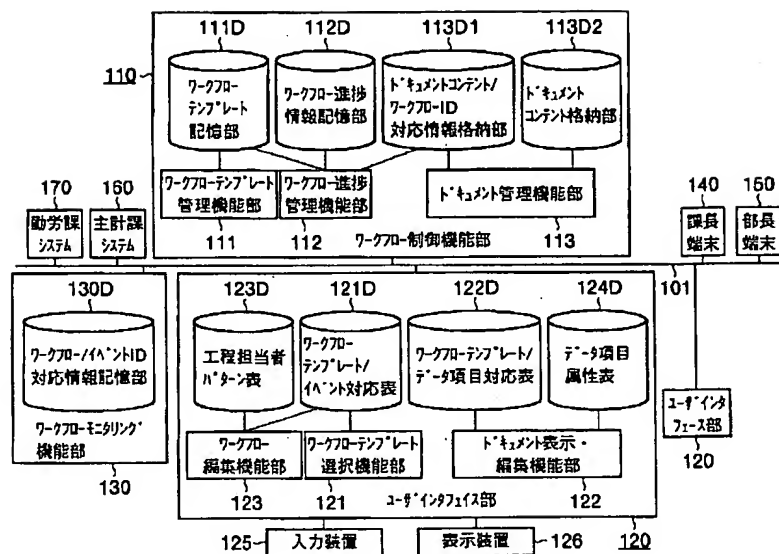 111D 112D 113D1 113D2
110
ワークフロー
テンプレート
記憶部
ワークフロー進捗
情報記憶部
ドキュメントコンテント/
ワークフローID
対応情報格納部
ドキュメント
コンテント格納部
ワークフローテンプレート
管理機能部
ワークフロー進捗
管理機能部
ドキュメント管理機能部
111 112 113
ワークフロー制御機能部
170 160
勤労課
システム
主計課
システム
140 150
課長
端末
部長
端末
101
130D
ワークフロー/イベントID
対応情報記憶部
ワークフローモニタリング
機能部
130
123D 121D 122D 124D
工程担当者
パターン表
ワークフロー
テンプレート/
イベント対応表
ワークフローテンプレート/
データ項目対応表
データ項目
属性表
ワークフロー
編集機能部
ワークフローテンプレート
選択機能部
ドキュメント表示・
編集機能部
123 121 122
ユーザインタフェイス部
ユーザインタ
フェース部
120
125 入力装置
表示装置 126
120